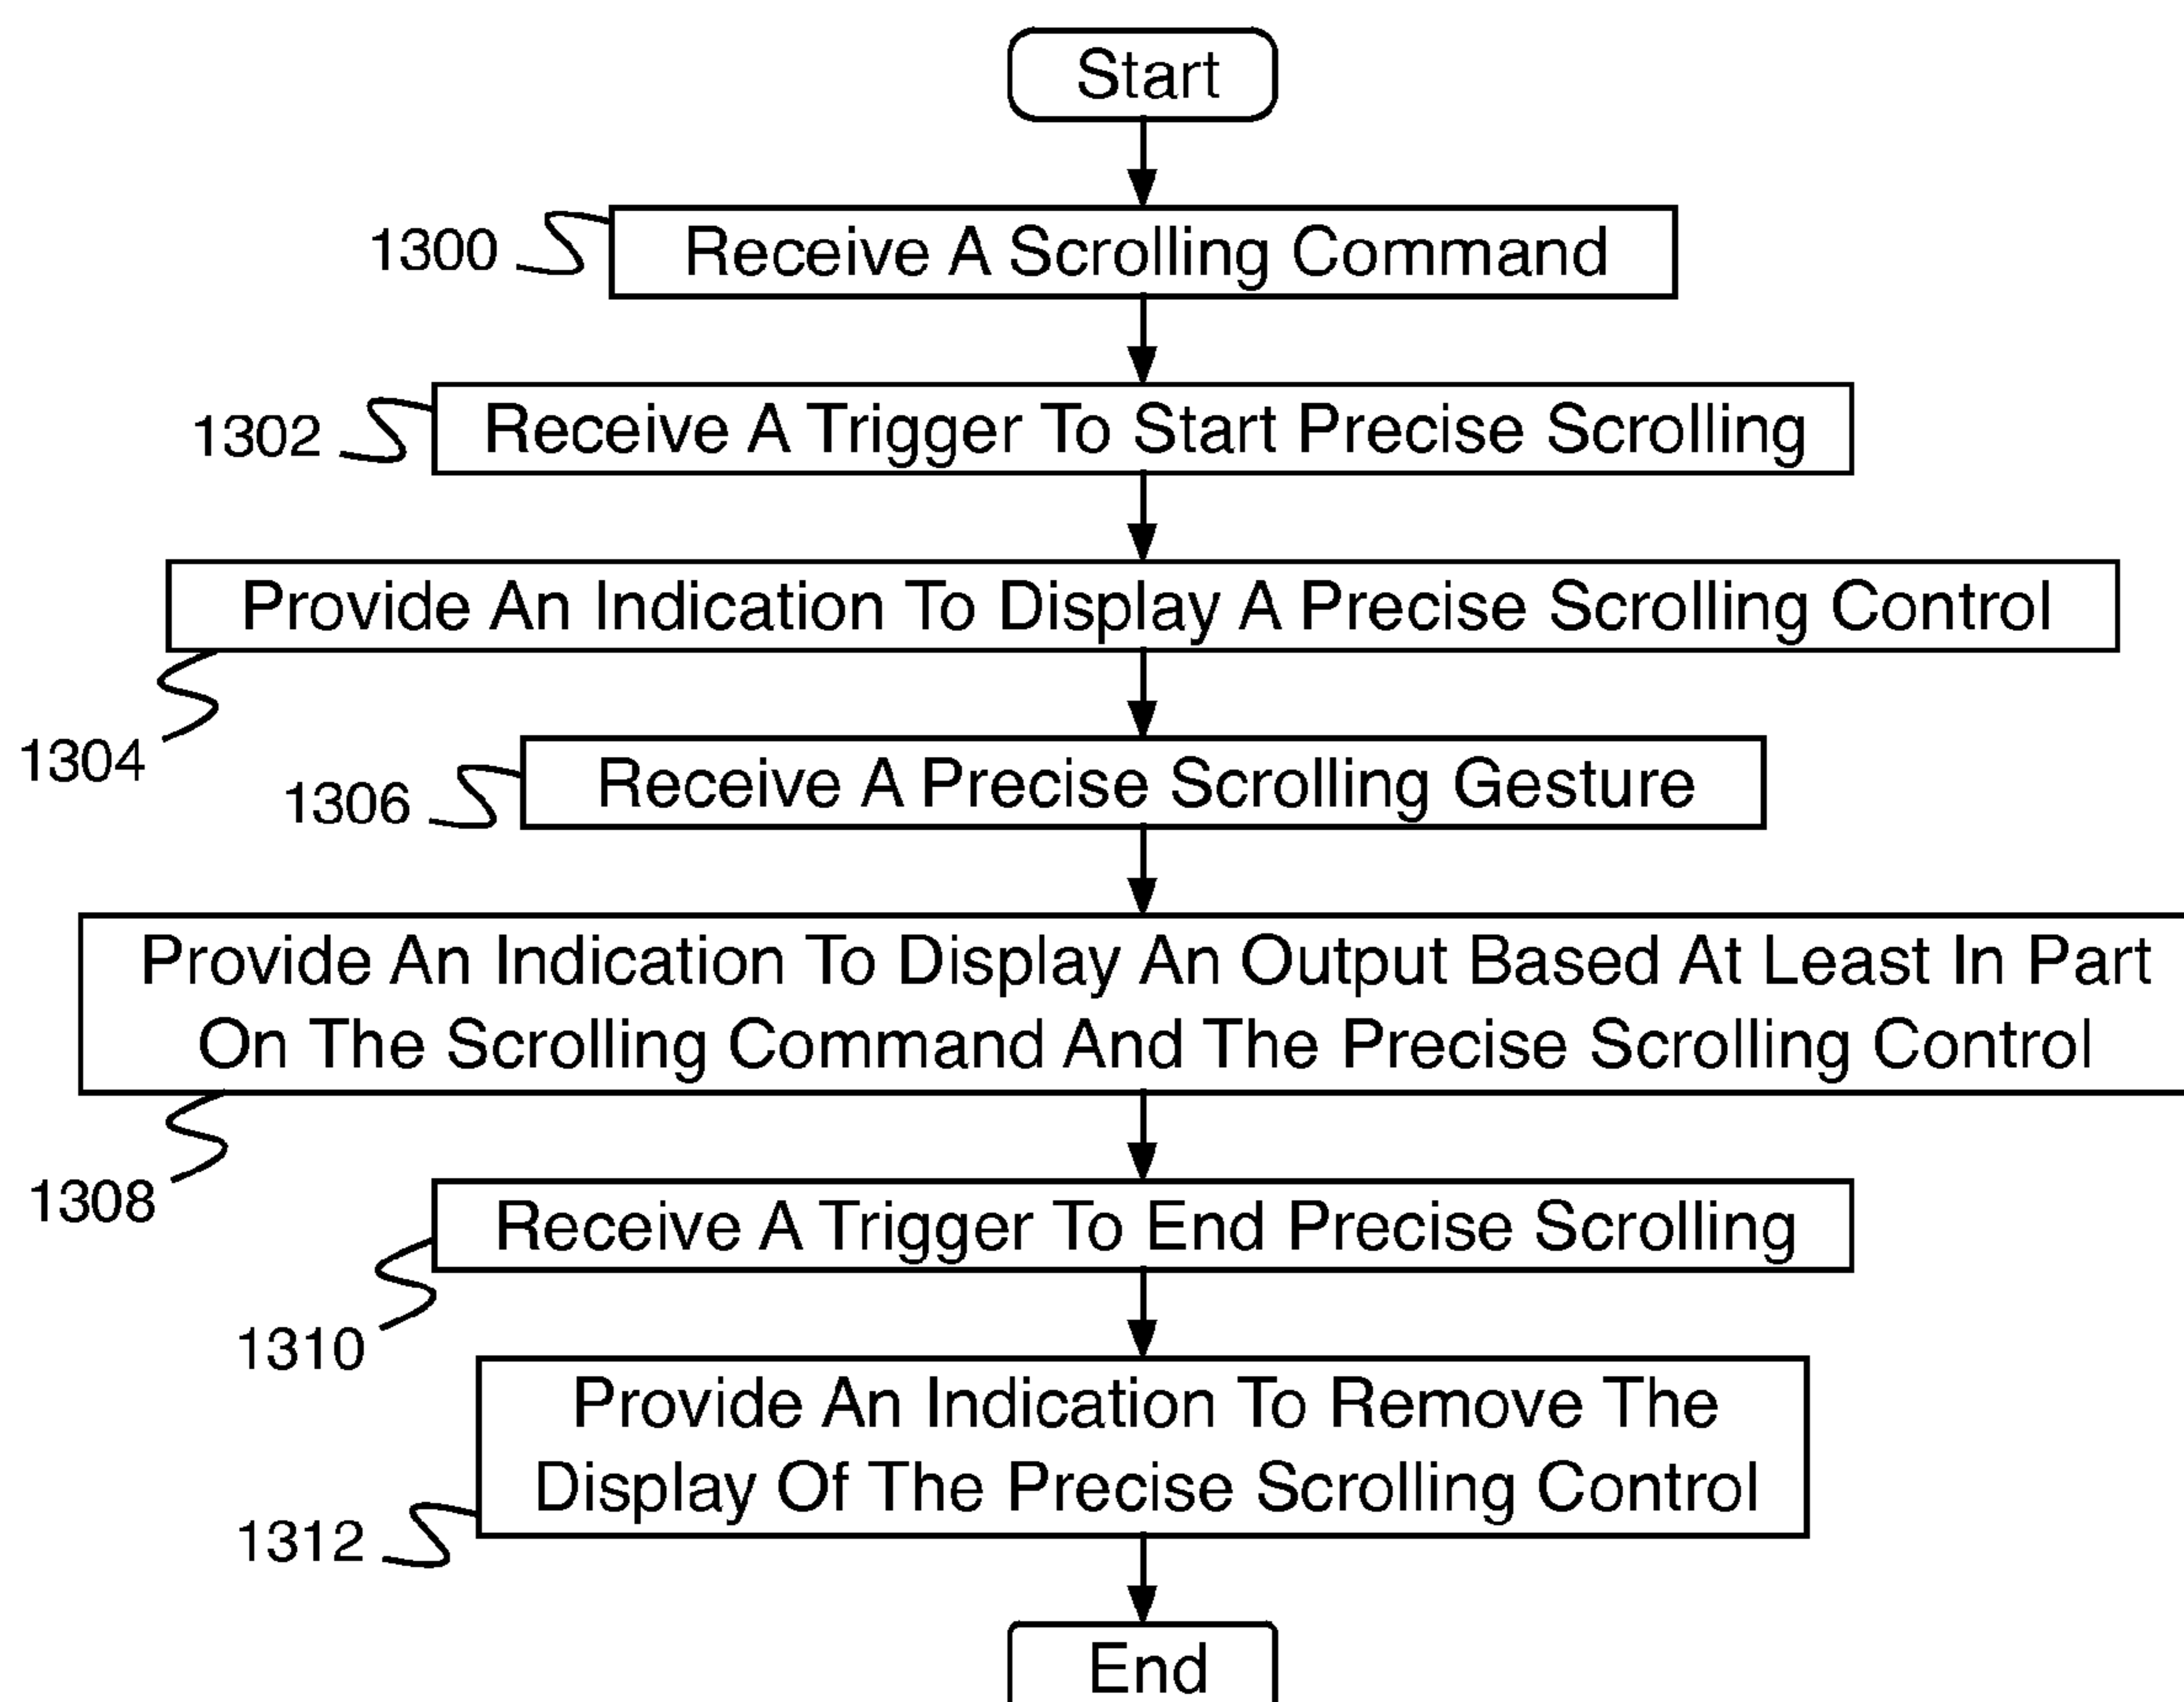 Start
1300
Receive A Scrolling Command
1302
Receive A Trigger To Start Precise Scrolling
Provide An Indication To Display A Precise Scrolling Control
1304
Receive A Precise Scrolling Gesture
1306
Provide An Indication To Display An Output Based At Least In Part
On The Scrolling Command And The Precise Scrolling Control
1308
Receive A Trigger To End Precise Scrolling
1310
Provide An Indication To Remove The
Display Of The Precise Scrolling Control
1312
End